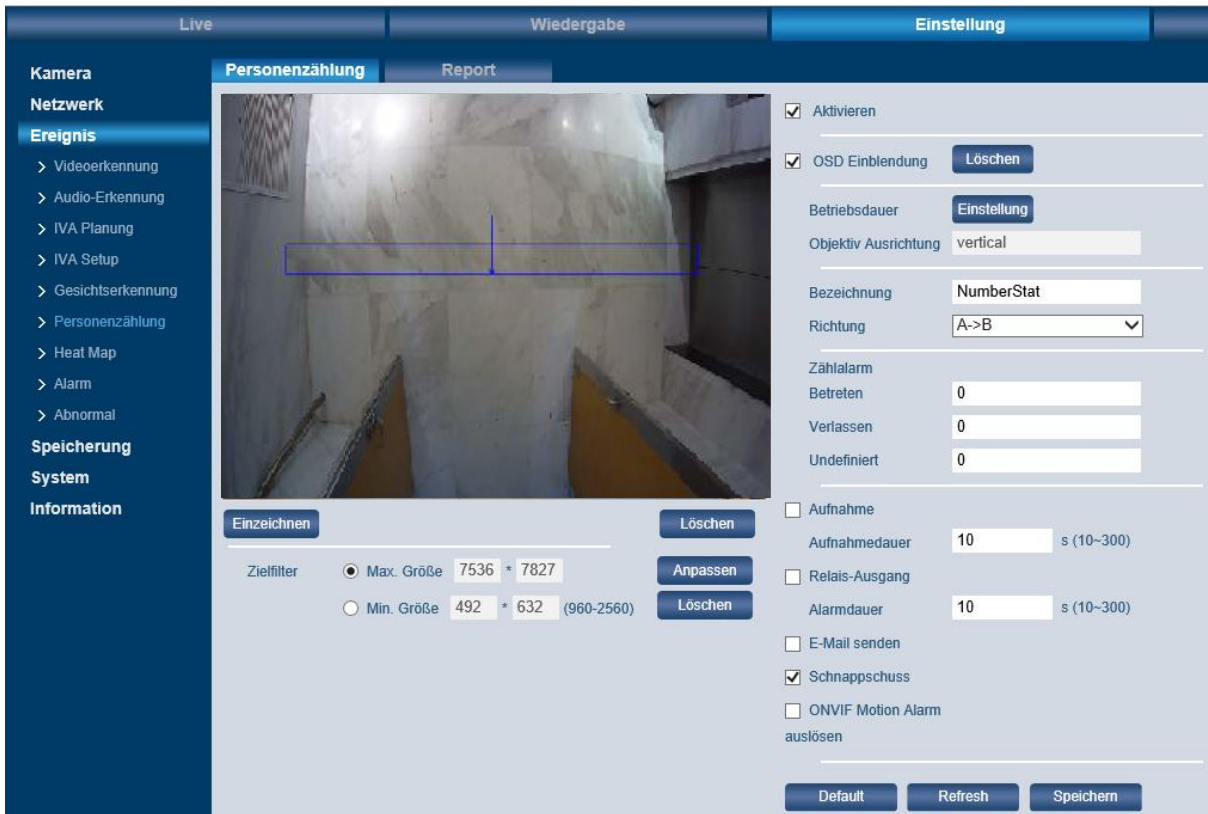 Live
Wiedergabe
Einstellung
Kamera
Netzwerk
Ereignis
Videoerkennung
Audio-Erkennung
IVA Planung
IVA Setup
Gesichtserkennung
Personenzählung
Heat Map
Alarm
Abnormal
Speicherung
System
Information
Personenzählung
Report
Einzeichnen
Löschen
Zielfilter Max. Größe 7536 * 7827 Anpassen
Min. Größe 492 * 632 (960-2560) Löschen
Aktivieren
OSD Einblendung Löschen
Betriebsdauer Einstellung
Objektiv Ausrichtung vertical
Bezeichnung NumberStat
Richtung A->B
Zählalarm
Betreten 0
Verlassen 0
Undefiniert 0
Aufnahme
Aufnahmedauer 10 s (10~300)
Relais-Ausgang
Alarmdauer 10 s (10~300)
E-Mail senden
Schnappschuss
ONVIF Motion Alarm
auslösen
Default Refresh Speichern